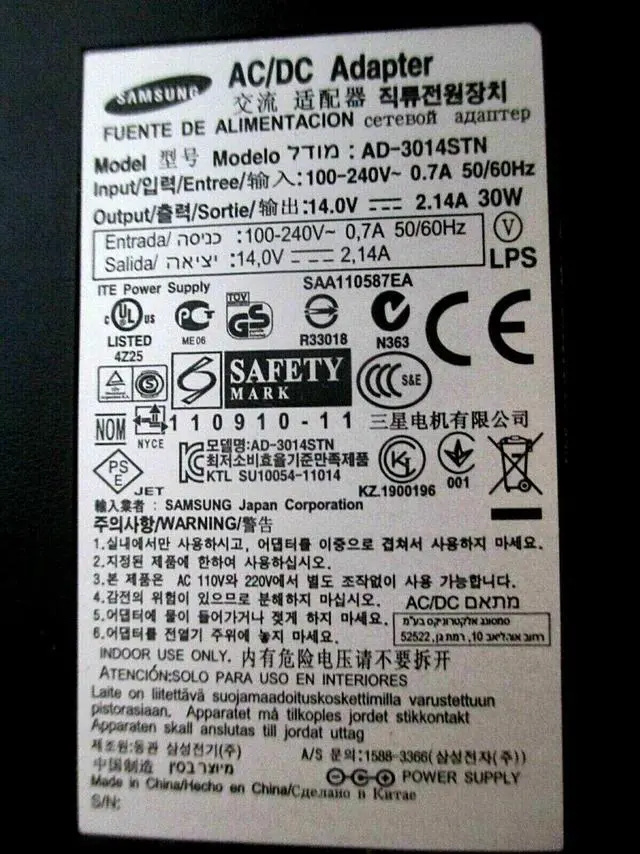 SAMSUNG
AC/DC Adapter
交流 适配器 직류전원장치
FUENTE DE ALIMENTACION сетевой адаптер
Model 型号 Modelo מודל : AD-3014STN
Input/입력/Entree/输入:100-240V~ 0.7A 50/60Hz
Output/출력/Sortie/输出:14.0V 2.14A 30W
Entrada/ כניסה :100-240V~ 0,7A 50/60Hz
Salida/ יציאה :14,0V 2,14A
V
LPS
ITE Power Supply
SAA110587EA
c UL us
LISTED
4Z25
ME06
TÜV
GS
R33018
N363
CE
S
SAFETY
MARK
CCC S&E
NOM
NYCE
110910-11
三星电机有限公司
모델명:AD-3014STN
최저소비효율기준만족제품
KTL SU10054-11014
KZ.1900196
001
PS
E
JET
輸入業者 : SAMSUNG Japan Corporation
주의사항/WARNING/警告
1.실내에서만 사용하시고, 어댑터를 이중으로 겹쳐서 사용하지 마세요.
2.지정된 제품에 한하여 사용하십시오.
3.본 제품은 AC 110V와 220V에서 별도 조작없이 사용 가능합니다.
4.감전의 위험이 있으므로 분해하지 마십시오.
AC/DC מתאם
5.어댑터에 물이 들어가거나 젖게 하지 마세요.
סמסונג אלקטרוניקס בע"מ
6.어댑터를 전열기 주위에 놓지 마세요.
רחוב אוהליאב 10, רמת גן, 52522
INDOOR USE ONLY. 内有危险电压请不要拆开
ATENCIÓN:SOLO PARA USO EN INTERIORES
Laite on liitettävä suojamaadoituskoskettimilla varustettuun
pistorasiaan. Apparatet må tilkoples jordet stikkontakt
Apparaten skall anslutas till jordat uttag
제조원:동관 삼성전기(주)
A/S 문의:1588-3366(삼성전자(주))
中国制造 מיוצר בסין
POWER SUPPLY
Made in China/Hecho en China/Сделано в Китае
S/N: